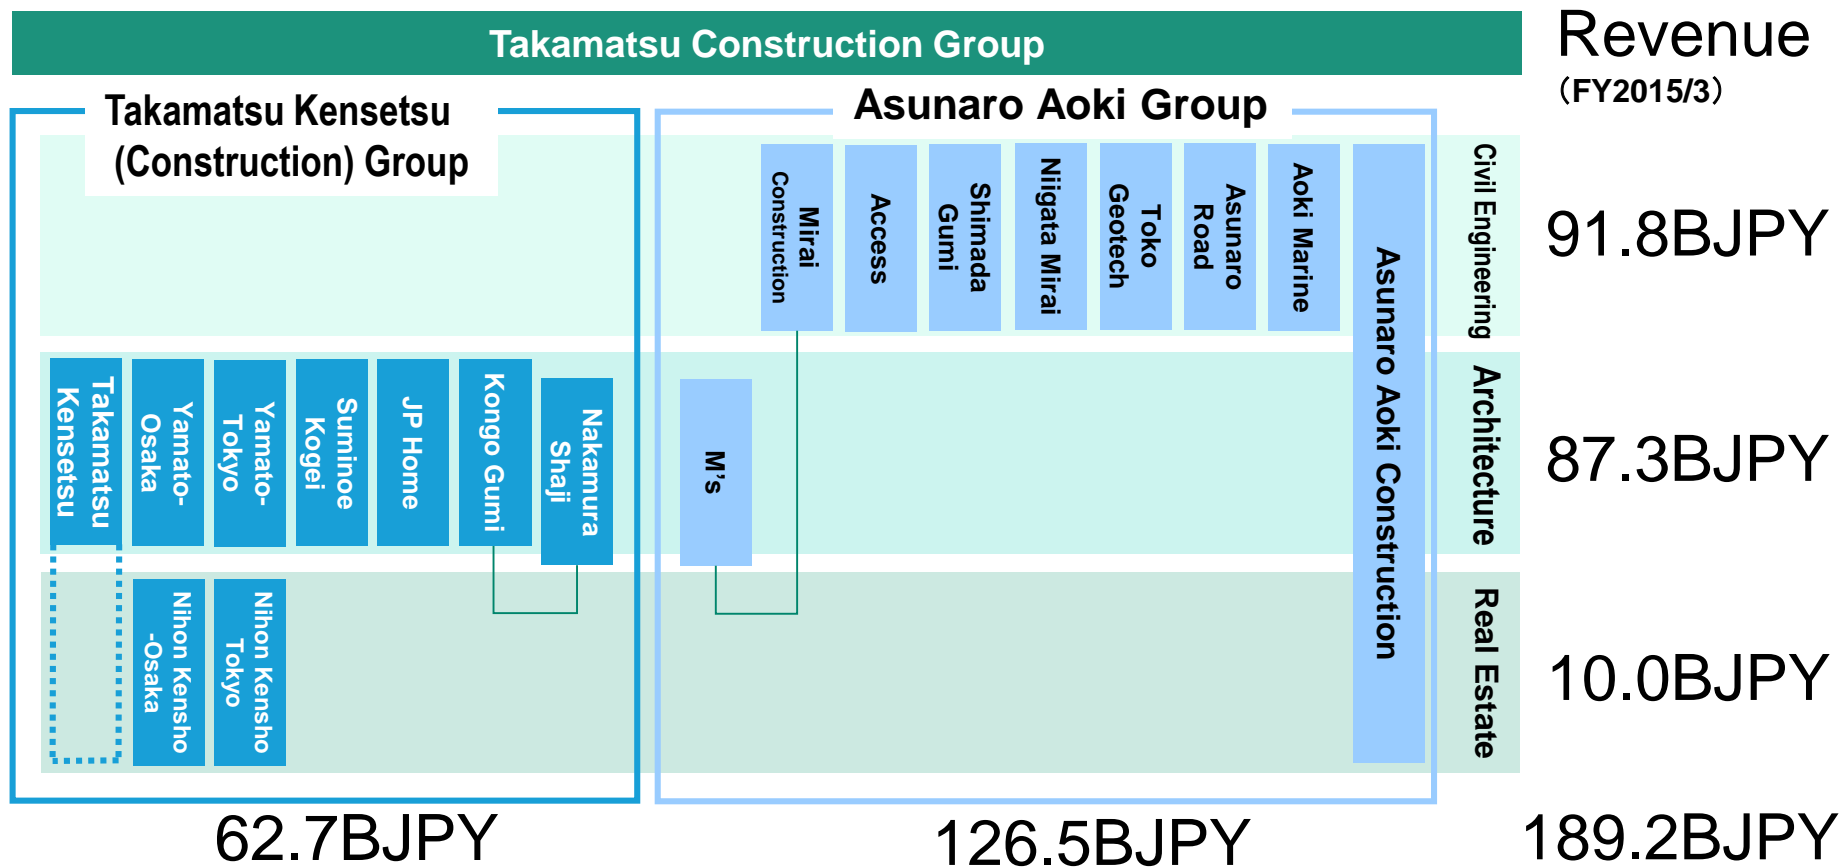 Takamatsu Construction Group
Revenue
（FY2015/3）
Takamatsu Kensetsu
(Construction) Group
Asunaro Aoki Group
Mirai
Construction
Access
Shimada
Gumi
Niigata Mirai
Toko
Geotech
Asunaro
Road
Aoki Marine
Asunaro Aoki Construction
Civil Engineering
91.8BJPY
Takamatsu
Kensetsu
Yamato-
Osaka
Yamato-
Tokyo
Suminoe
Kogei
JP Home
Kongo Gumi
Nakamura
Shaji
M's
Architecture
87.3BJPY
Nihon Kensho
-Osaka
Nihon Kensho
Tokyo
Real Estate
10.0BJPY
62.7BJPY
126.5BJPY
189.2BJPY